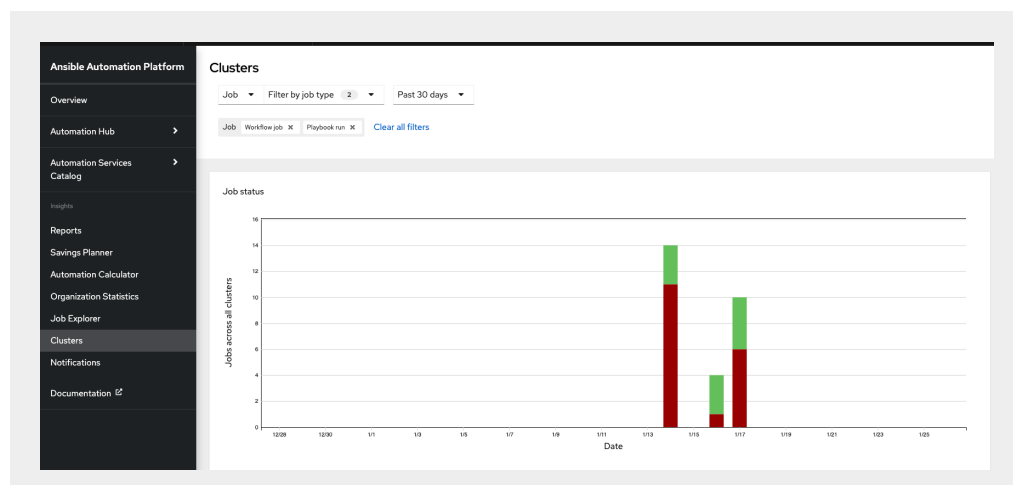 Ansible Automation Platform
Overview
Automation Hub
Automation Services
Catalog
Insights
Reports
Savings Planner
Automation Calculator
Organization Statistics
Job Explorer
Clusters
Notifications
Documentation
Clusters
Job Filter by job type 2 Past 30 days
Job Workflow job Playbook run Clear all filters
Job status
Jobs across all clusters
16
14
12
10
8
6
4
2
0
12/28 12/30 1/1 1/3 1/5 1/7 1/9 1/11 1/13 1/15 1/17 1/19 1/21 1/23 1/25
Date